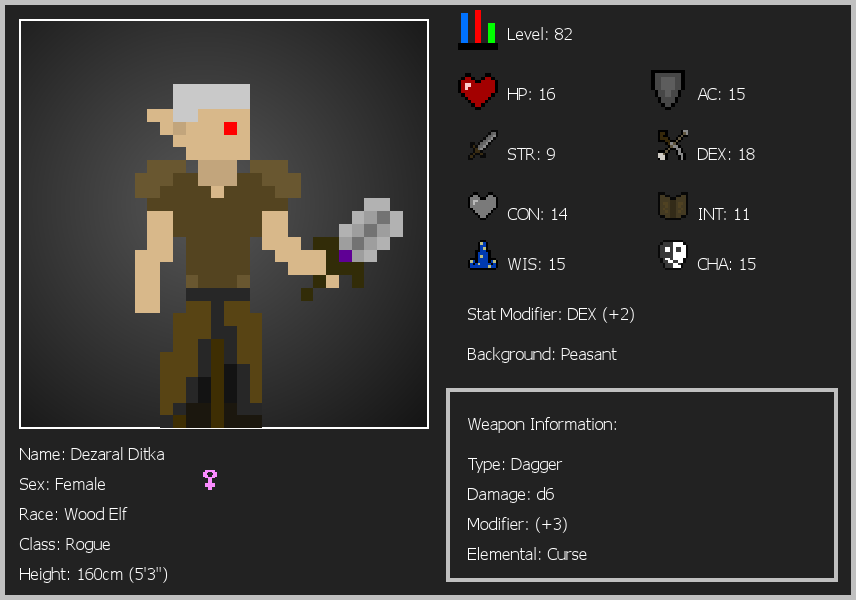 Level: 82
HP: 16
AC: 15
STR: 9
DEX: 18
CON: 14
INT: 11
WIS: 15
CHA: 15
Stat Modifier: DEX (+2)
Background: Peasant
Name: Dezaral Ditka
Sex: Female
Race: Wood Elf
Class: Rogue
Height: 160cm (5'3")
Weapon Information:
Type: Dagger
Damage: d6
Modifier: (+3)
Elemental: Curse